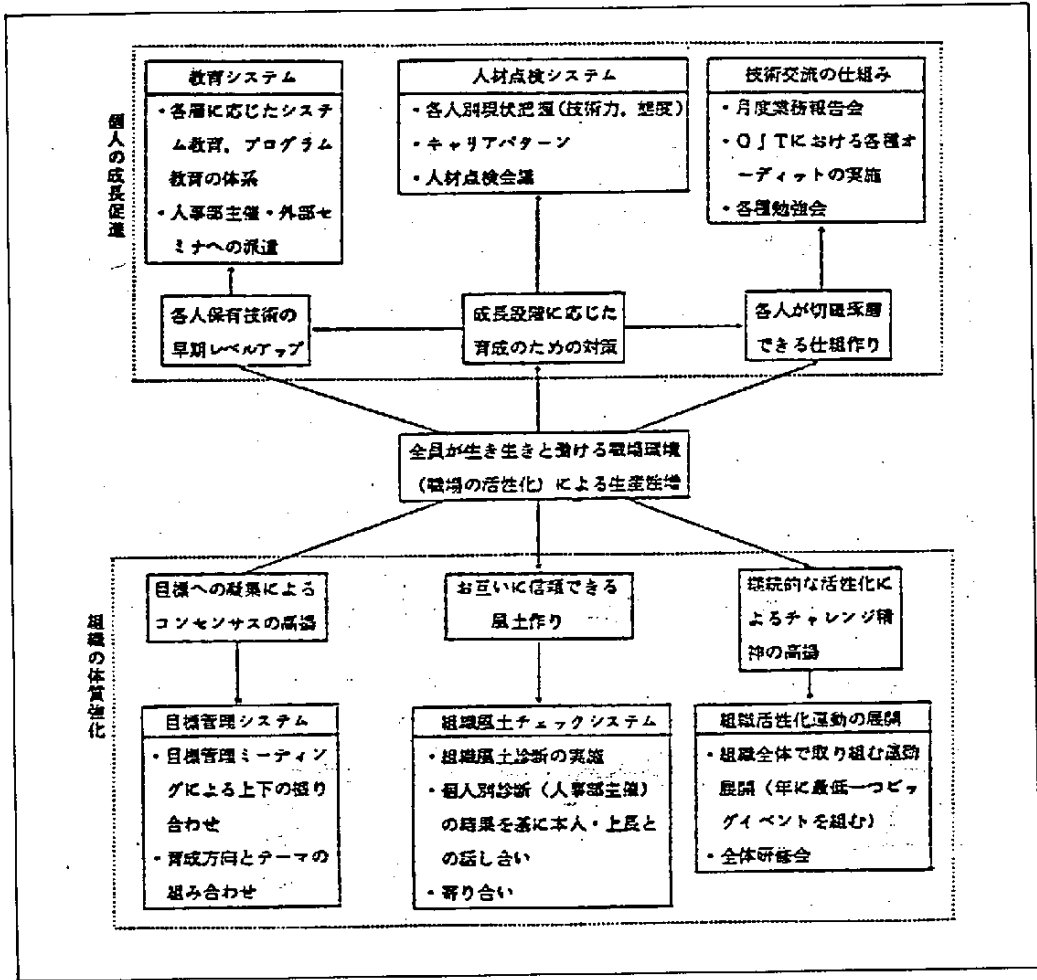 個人の成長促進
教育システム
・各層に応じたシステ
ム教育，プログラム
教育の体系
・人事部主催・外部セ
ミナへの派遣
人材点検システム
・各人別現状把握（技術力，態度）
・キャリアパターン
・人材点検会議
技術交流の仕組み
・月度業務報告会
・OJTにおける各種オ
ーディットの実施
・各種勉強会
各人保有技術の
早期レベルアップ
成長段階に応じた
育成のための対策
各人が切磋琢磨
できる仕組作り
全員が生き生きと働ける職場環境
（職場の活性化）による生産性増
組織の体質強化
目標への凝集による
コンセンサスの高揚
お互いに信頼できる
風土作り
継続的な活性化に
よるチャレンジ精
神の高揚
目標管理システム
・目標管理ミーティン
グによる上下の握り
合わせ
・育成方向とテーマの
組み合わせ
組織風土チェックシステム
・組織風土診断の実施
・個人別診断（人事部主催）
の結果を基に本人・上長と
の話し合い
・寄り合い
組織活性化運動の展開
・組織全体で取り組む運動
展開（年に最低一つビッ
グイベントを組む）
・全体研修会